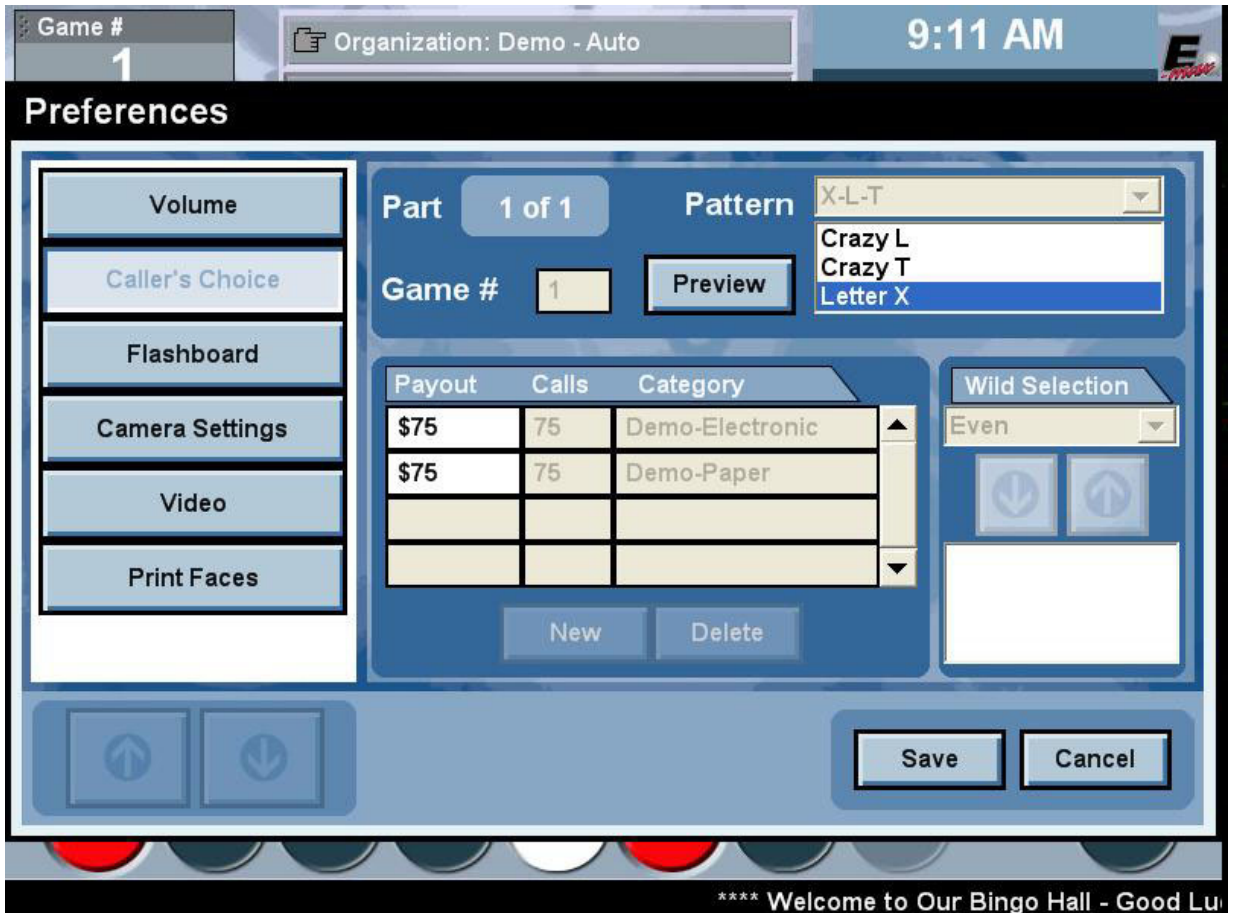 Game #
1
Organization: Demo - Auto
9:11 AM
E
Preferences
Volume
Caller's Choice
Flashboard
Camera Settings
Video
Print Faces
Part 1 of 1
Pattern X-L-T
Crazy L
Crazy T
Letter X
Game # 1
Preview
Payout Calls Category
$75 75 Demo-Electronic
$75 75 Demo-Paper
New Delete
Wild Selection
Even
Save Cancel
**** Welcome to Our Bingo Hall - Good Lu